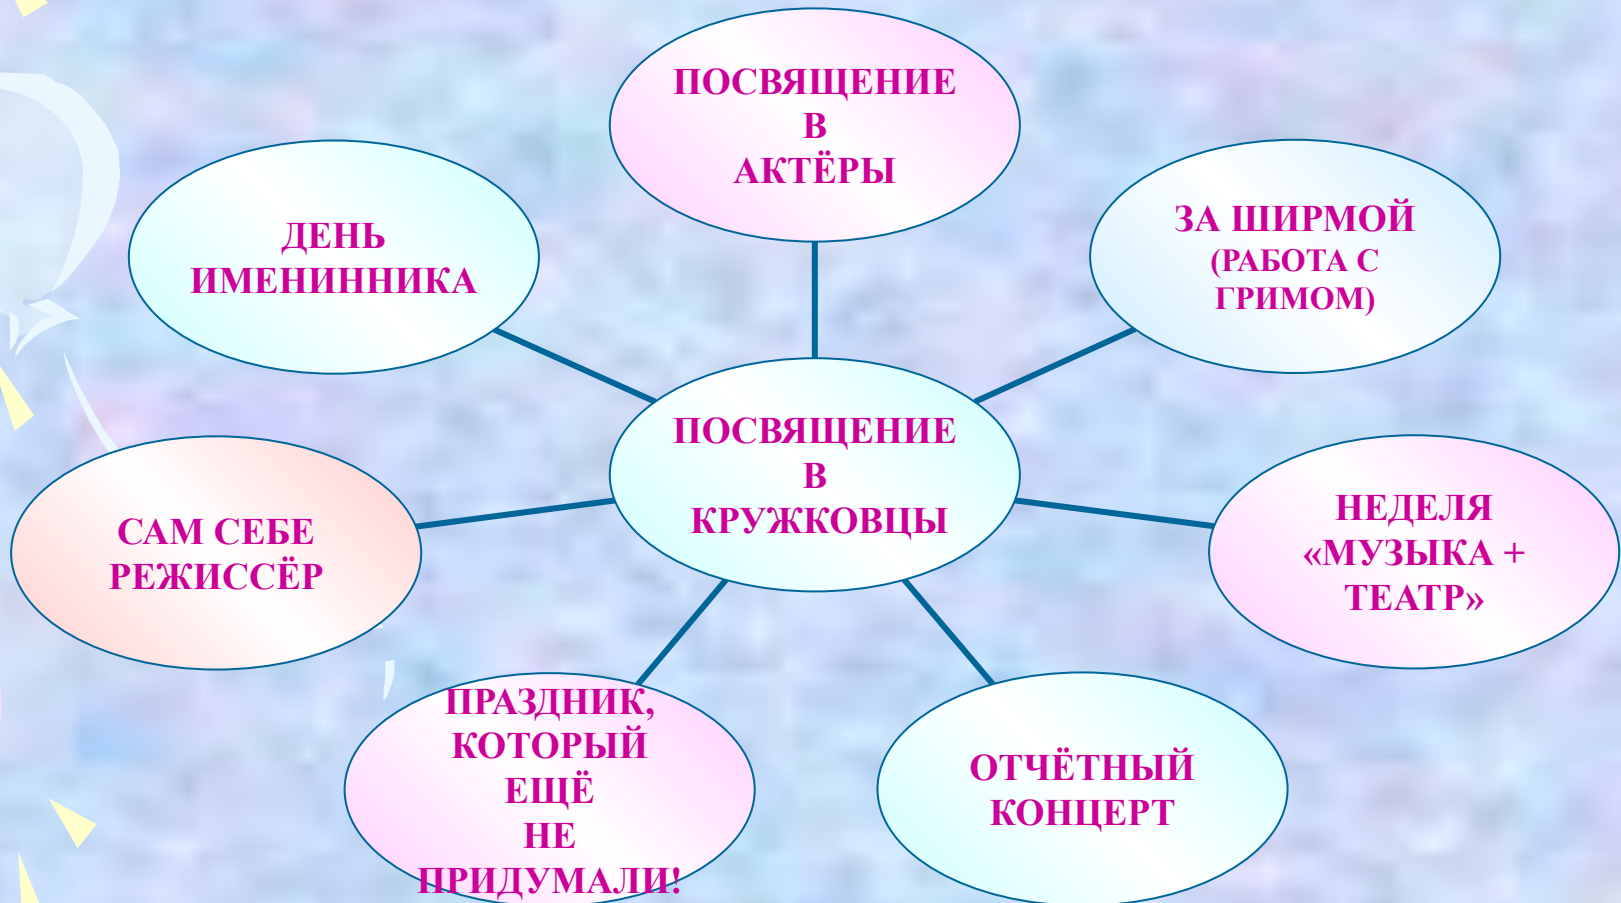 ПОСВЯЩЕНИЕ
В
АКТЁРЫ
ДЕНЬ
ИМЕНИННИКА
ЗА ШИРМОЙ
(РАБОТА С
ГРИМОМ)
ПОСВЯЩЕНИЕ
В
КРУЖКОВЦЫ
САМ СЕБЕ
РЕЖИССЁР
НЕДЕЛЯ
«МУЗЫКА +
ТЕАТР»
ПРАЗДНИК,
КОТОРЫЙ
ЕЩЁ
НЕ
ПРИДУМАЛИ!
ОТЧЁТНЫЙ
КОНЦЕРТ